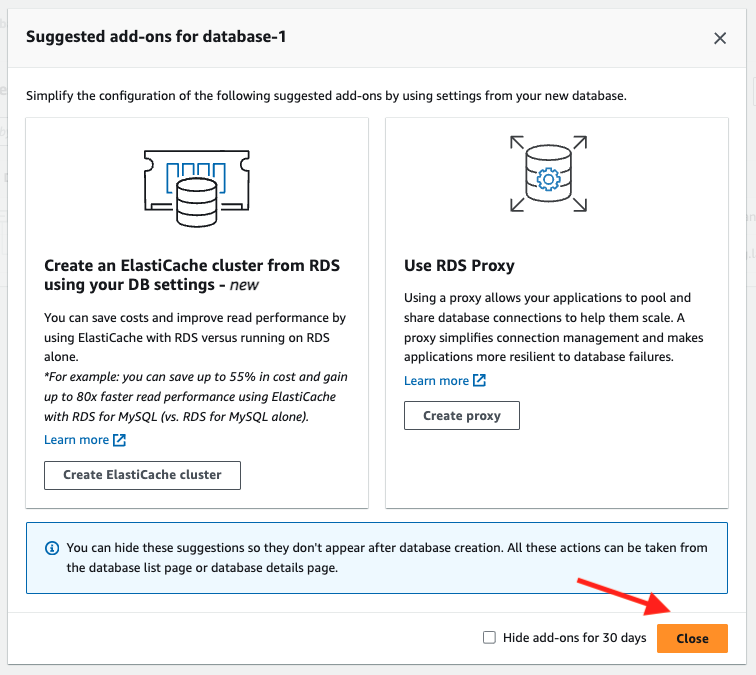 Suggested add-ons for database-1
Simplify the configuration of the following suggested add-ons by using settings from your new database.
Create an ElastiCache cluster from RDS
using your DB settings - new
You can save costs and improve read performance by
using ElastiCache with RDS versus running on RDS
alone.
*For example: you can save up to 55% in cost and gain
up to 80x faster read performance using ElastiCache
with RDS for MySQL (vs. RDS for MySQL alone).
Learn more
Create ElastiCache cluster
Use RDS Proxy
Using a proxy allows your applications to pool and
share database connections to help them scale. A
proxy simplifies connection management and makes
applications more resilient to database failures.
Learn more
Create proxy
You can hide these suggestions so they don't appear after database creation. All these actions can be taken from
the database list page or database details page.
Hide add-ons for 30 days
Close